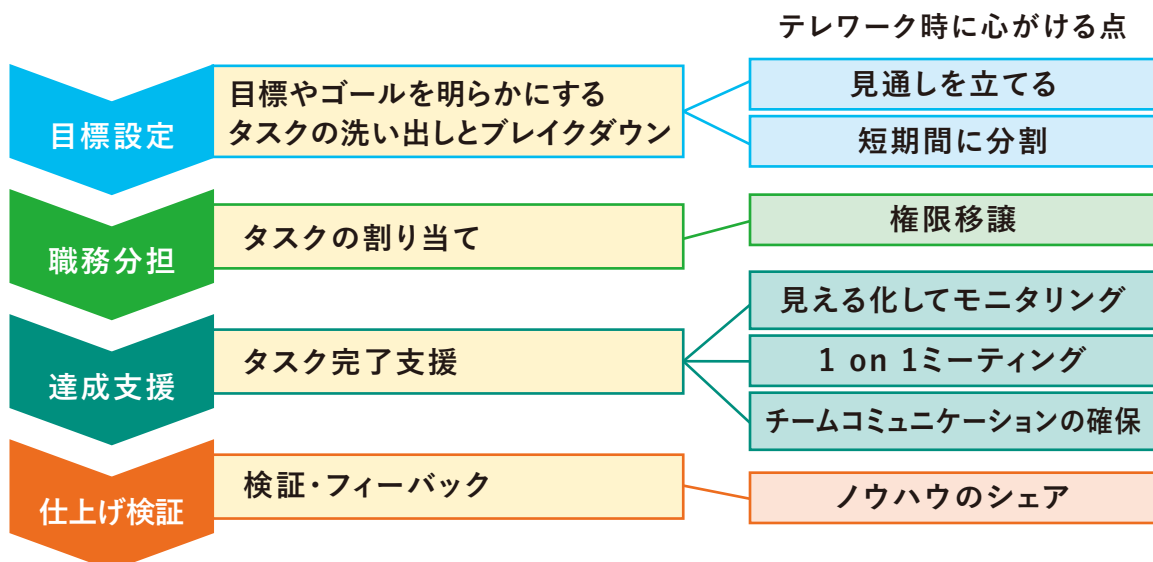 テレワーク時に心がける点
目標設定
目標やゴールを明らかにする
タスクの洗い出しとブレイクダウン
見通しを立てる
短期間に分割
職務分担
タスクの割り当て
権限移譲
達成支援
タスク完了支援
見える化してモニタリング
1 on 1ミーティング
チームコミュニケーションの確保
仕上げ検証
検証・フィーバック
ノウハウのシェア